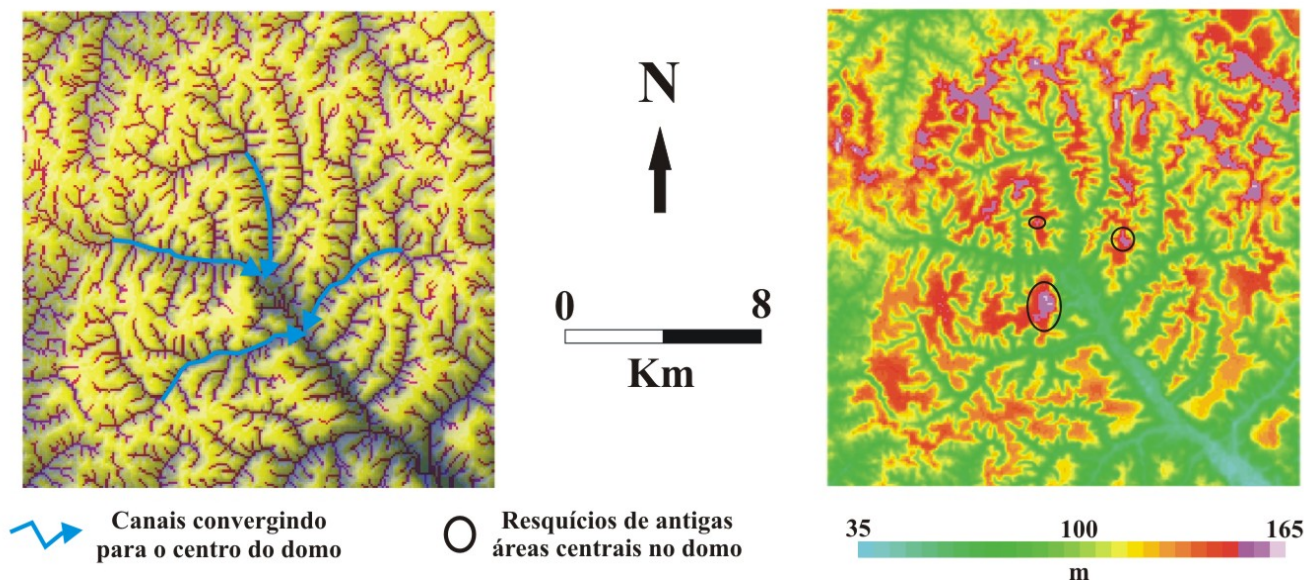 N
0 8
Km
Canais convergindo
para o centro do domo
Resquícios de antigas
áreas centrais no domo
35 100 165
m